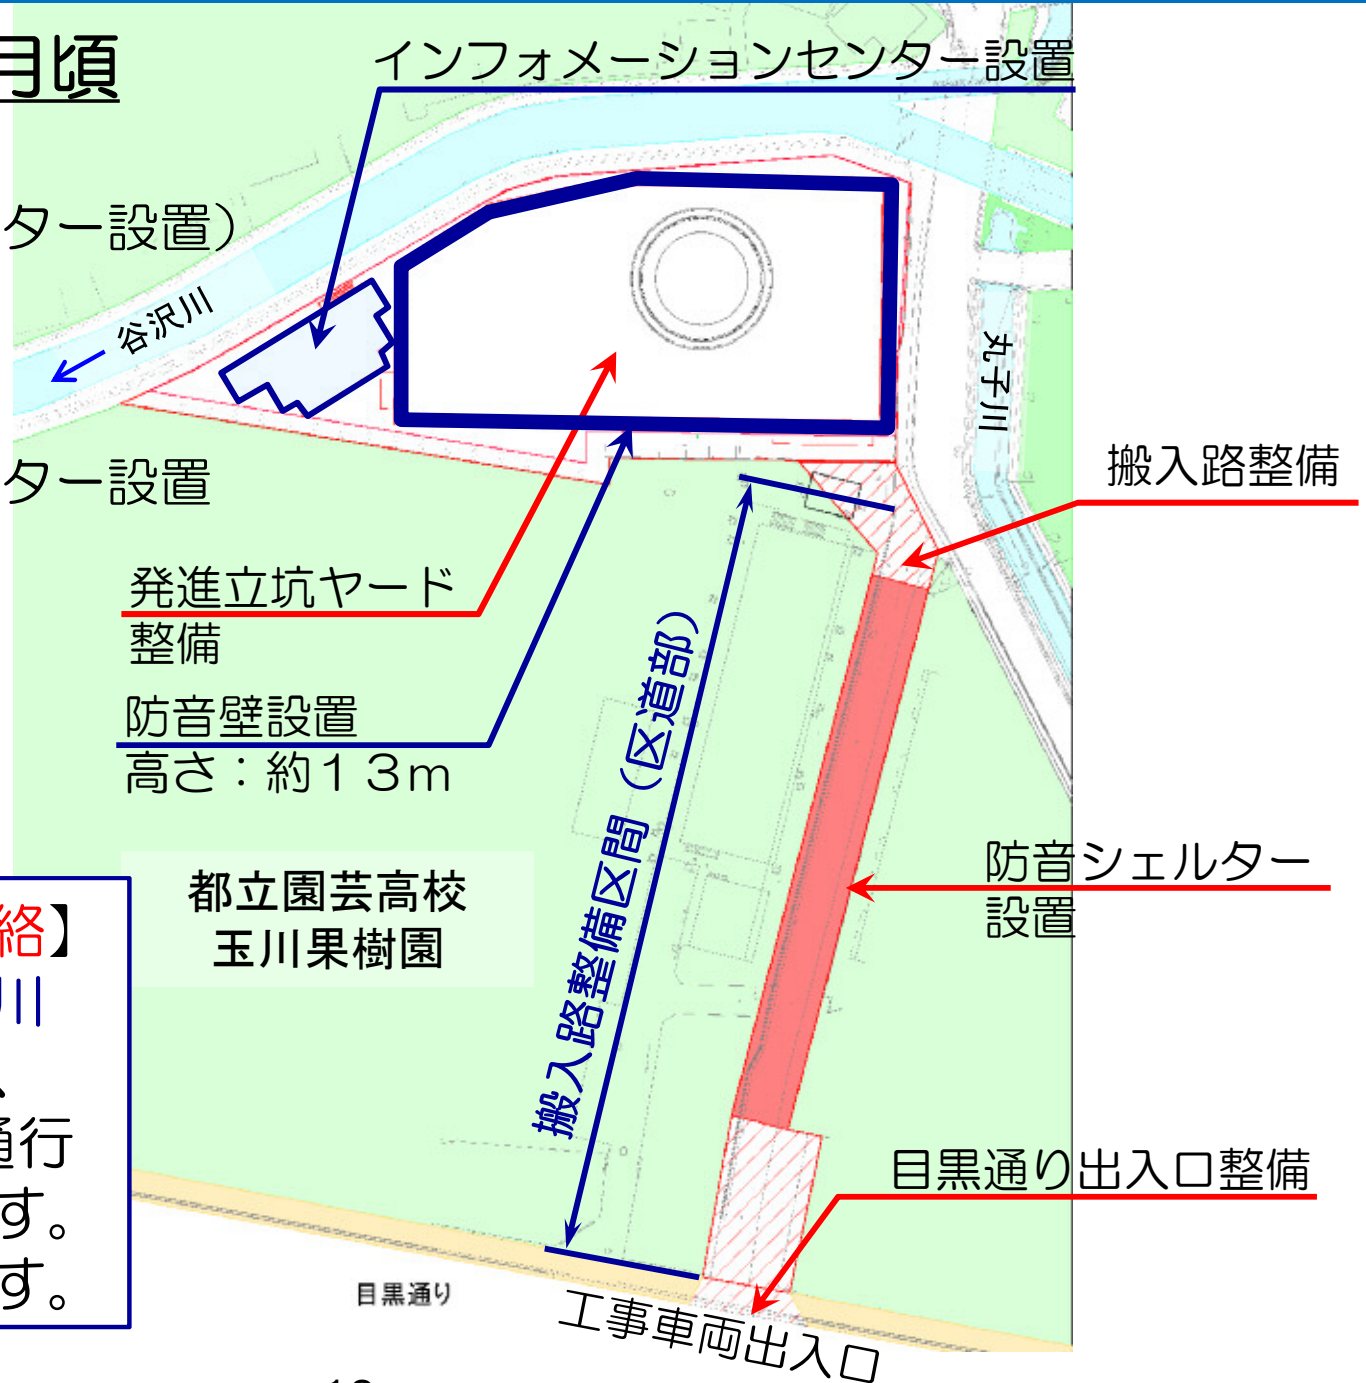 月頃
インフォメーションセンター設置
ター設置)
谷沢川
丸子川
ター設置
搬入路整備
発進立坑ヤード
整備
防音壁設置
高さ：約１３ｍ
搬入路整備区間（区道部）
防音シェルター
設置
都立園芸高校
玉川果樹園
絡】
川
、
通行
す。
す。
目黒通り出入口整備
目黒通り
工事車両出入口